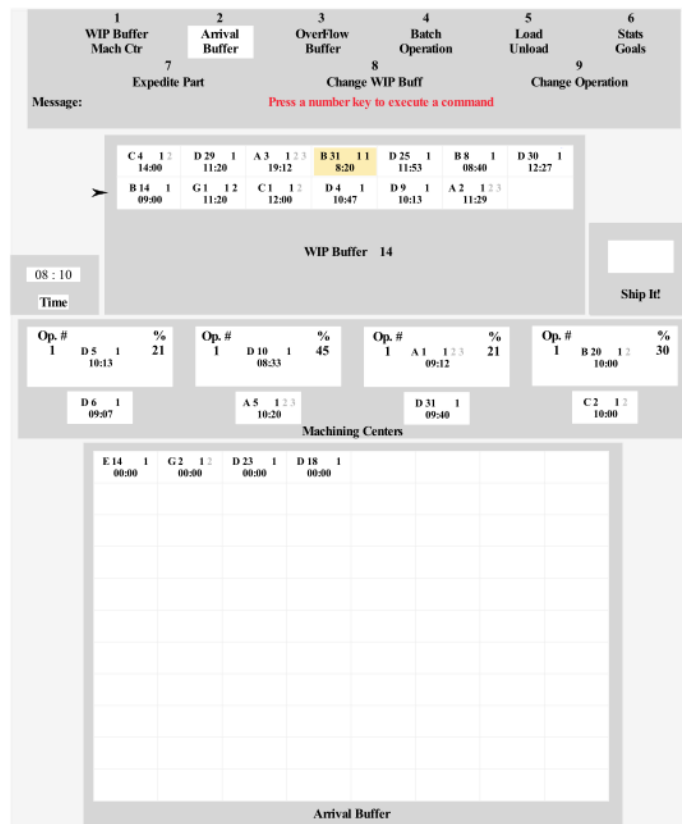 1 2 3 4 5 6
WIP Buffer Arrival OverFlow Batch Load Stats
Mach Ctr Buffer Buffer Operation Unload Goals
7 8 9
Expedite Part Change WIP Buff Change Operation
Message: Press a number key to execute a command
C 4 1 2 D 29 1 A 3 1 2 3 B 31 1 1 D 25 1 B 8 1 D 30 1
14:00 11:20 19:12 8:20 11:53 08:40 12:27
B 14 1 G 1 1 2 C 1 1 2 D 4 1 D 9 1 A 2 1 2 3
09:00 11:20 12:00 10:47 10:13 11:29
WIP Buffer 14
08 : 10
Time
Ship It!
Op. # % Op. # % Op. # % Op. # %
1 D 5 1 21 1 D 10 1 45 1 A 1 1 2 3 21 1 B 20 1 2 30
10:13 08:33 09:12 10:00
D 6 1 A 5 1 2 3 D 31 1 C 2 1 2
09:07 10:20 09:40 10:00
Machining Centers
E 14 1 G 2 1 2 D 23 1 D 18 1
00:00 00:00 00:00 00:00
Arrival Buffer